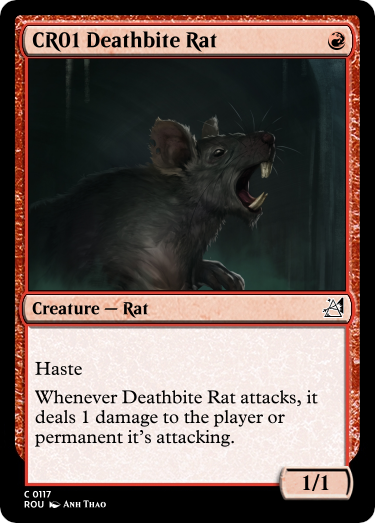 CR01 Deathbite Rat
Creature — Rat
Haste
Whenever Deathbite Rat attacks, it
deals 1 damage to the player or
permanent it's attacking.
1/1
C 0117
ROU Anh Thao